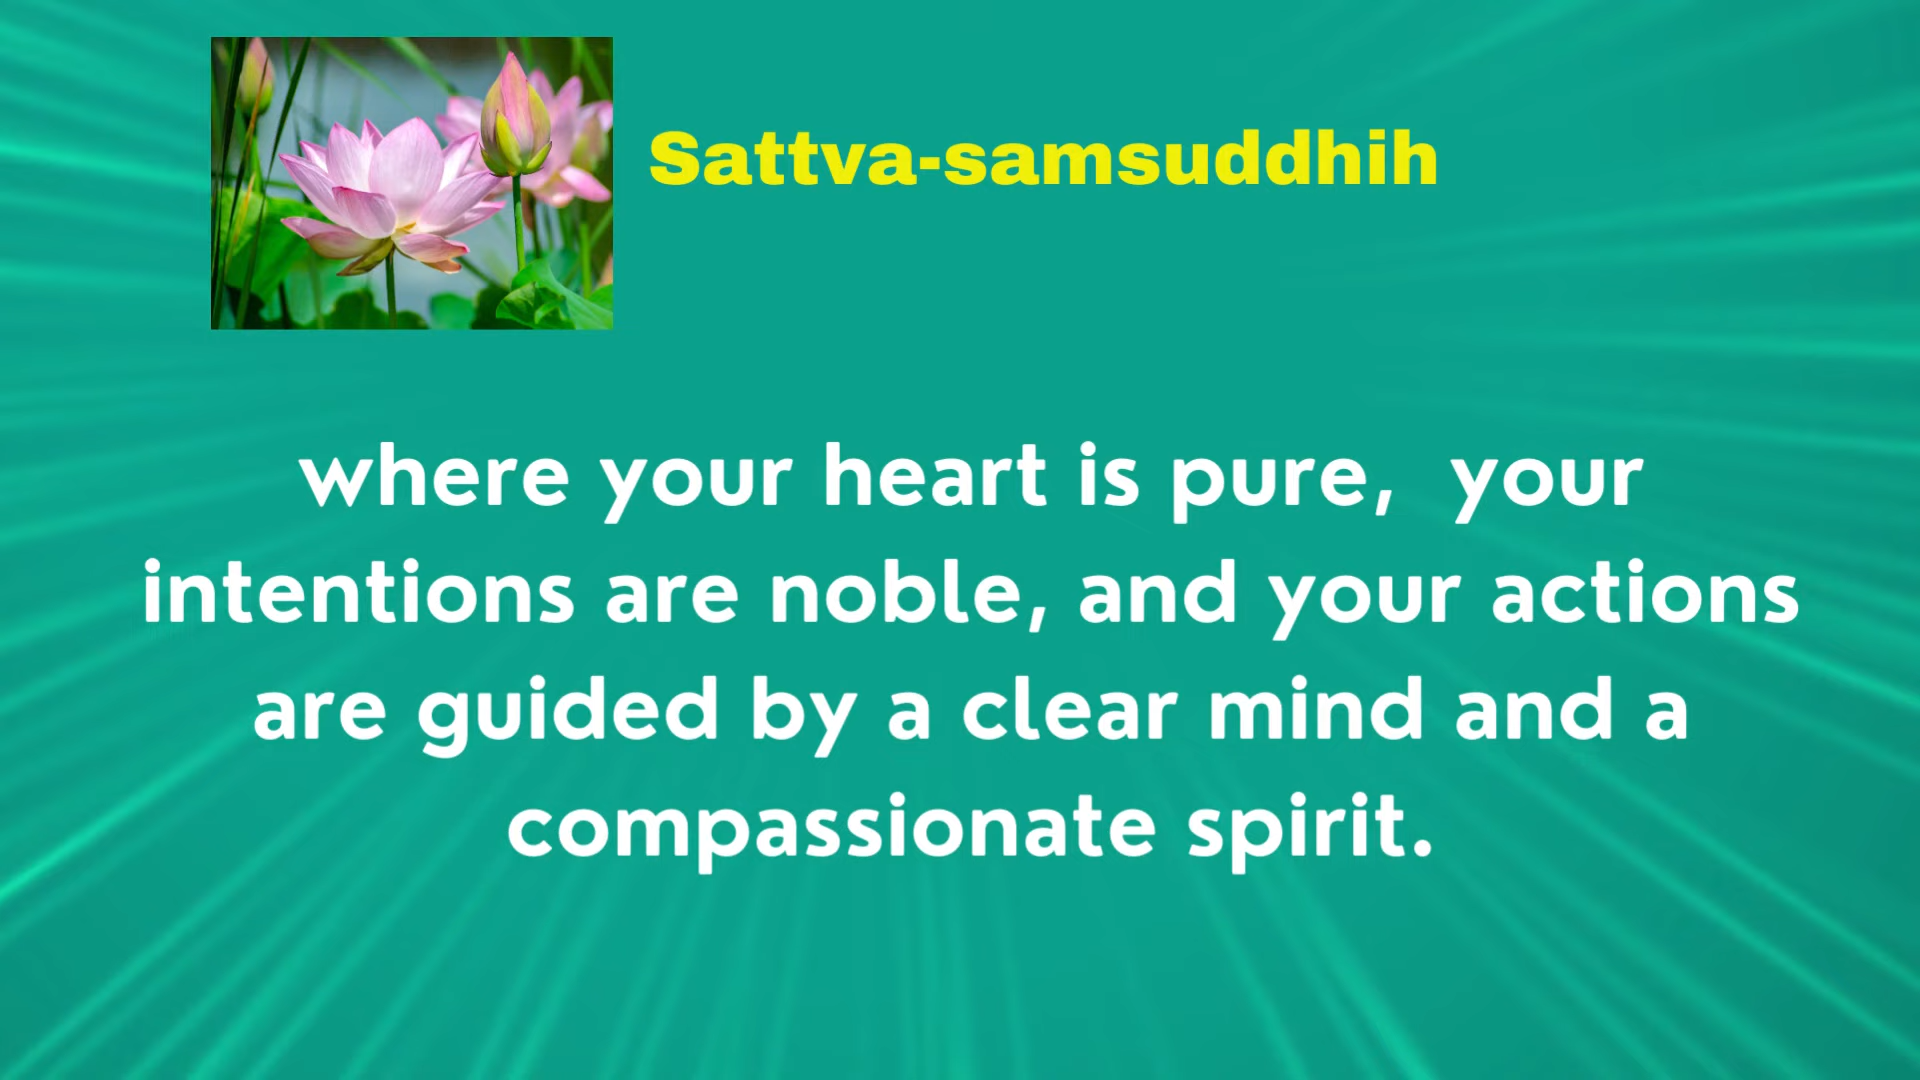 Sattva-samsuddhih
where your heart is pure,  your
intentions are noble, and your actions
are guided by a clear mind and a
compassionate spirit.